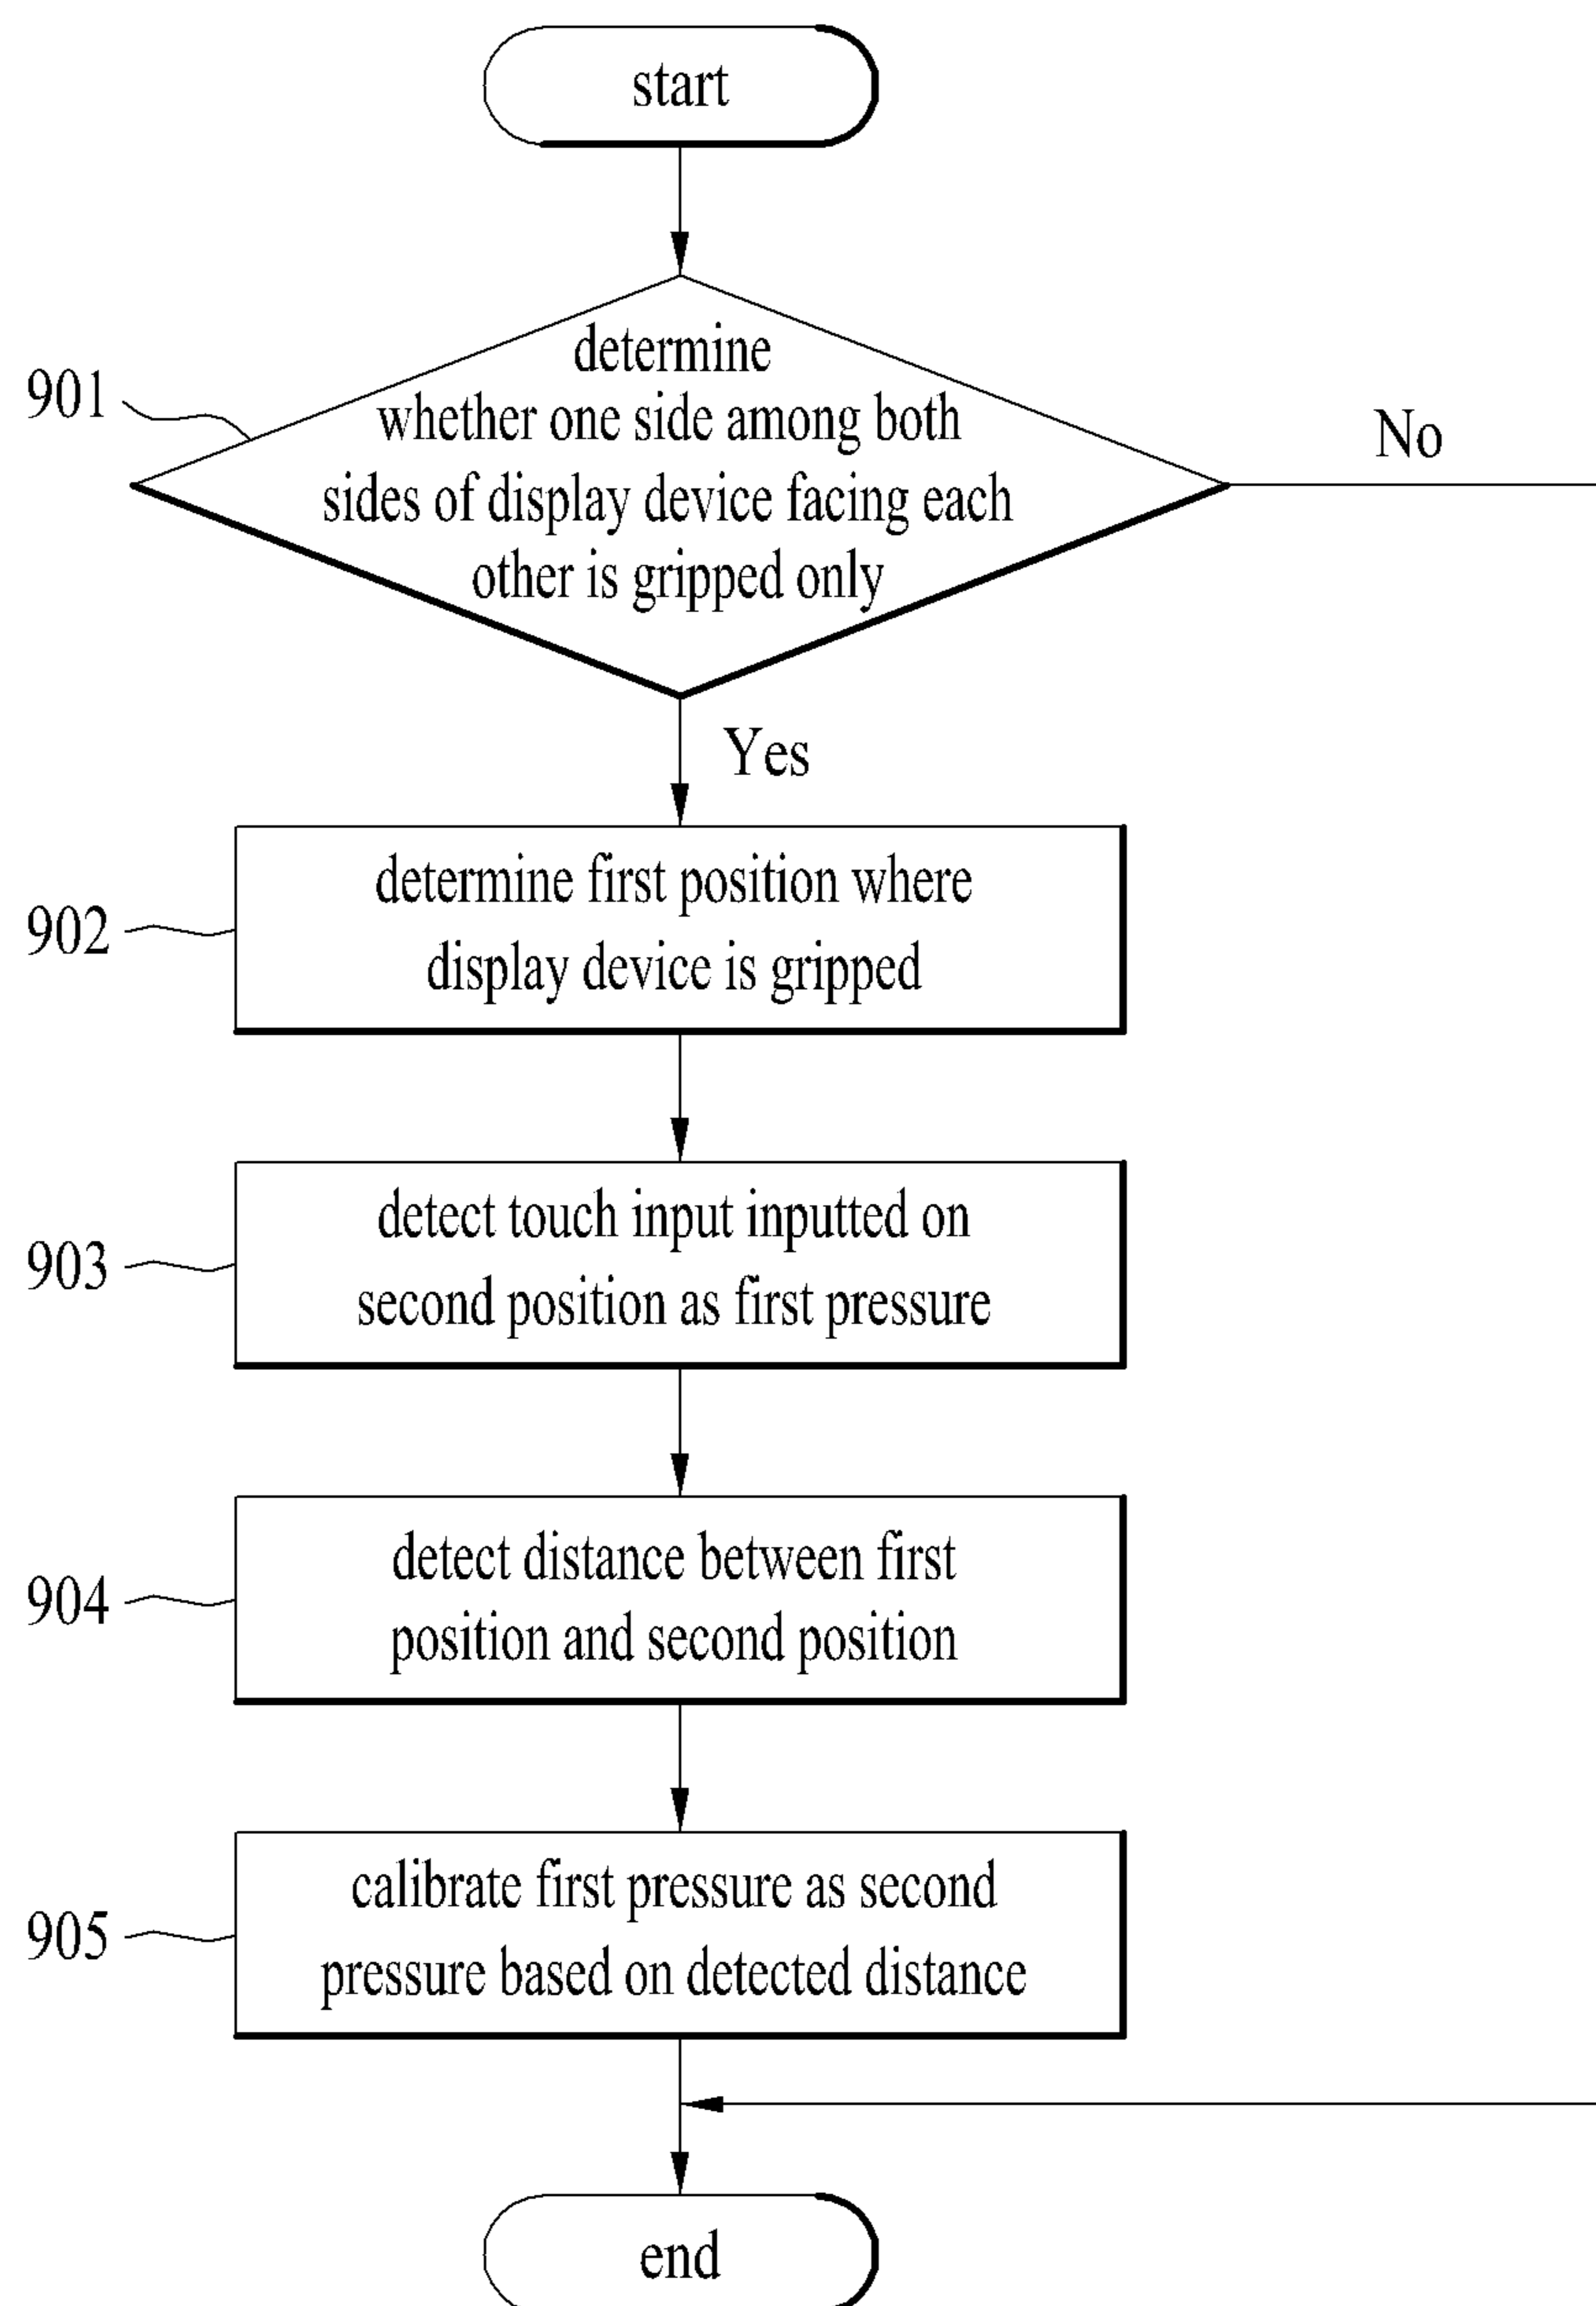 start
901
determine
whether one side among both
sides of display device facing each
other is gripped only
No
Yes
902
determine first position where
display device is gripped
903
detect touch input inputted on
second position as first pressure
904
detect distance between first
position and second position
905
calibrate first pressure as second
pressure based on detected distance
end